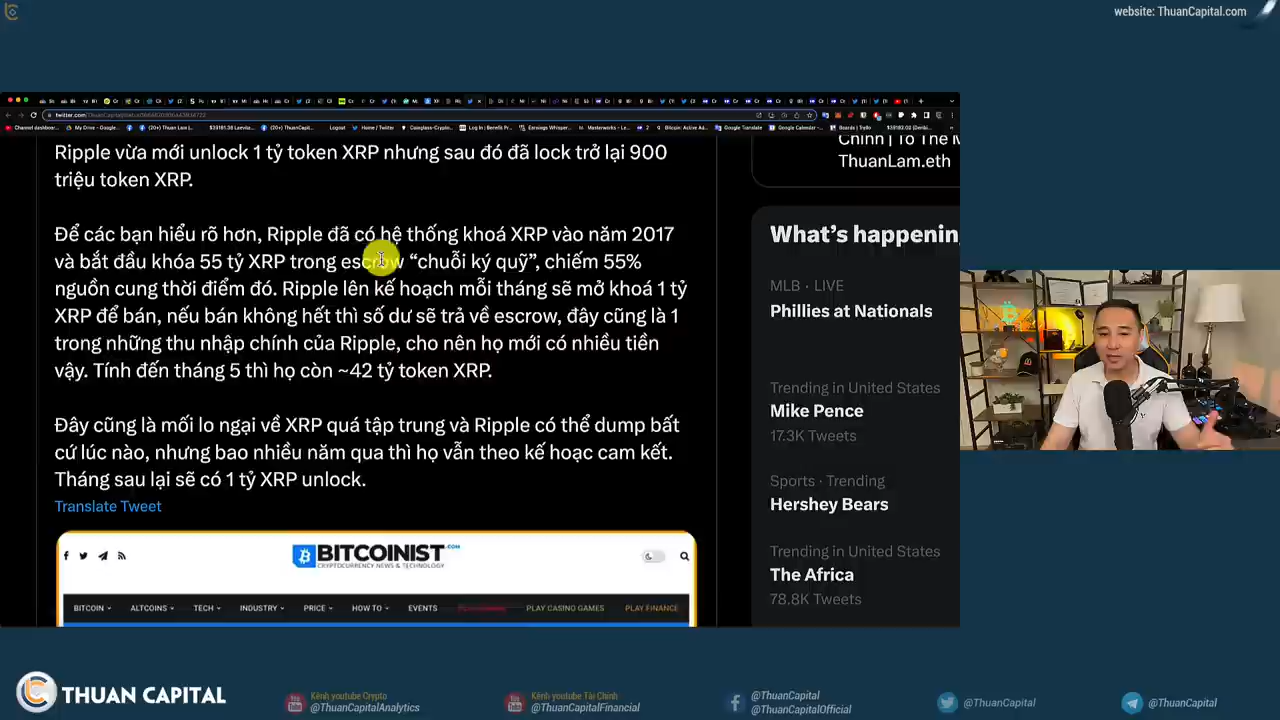 website: ThuanCapital.com
Ripple vừa mới unlock 1 tỷ token XRP nhưng sau đó đã lock trở lại 900
triệu token XRP.
Để các bạn hiểu rõ hơn, Ripple đã có hệ thống khoá XRP vào năm 2017
và bắt đầu khóa 55 tỷ XRP trong escrow “chuỗi ký quỹ”, chiếm 55%
nguồn cung thời điểm đó. Ripple lên kế hoạch mỗi tháng sẽ mở khoá 1 tỷ
XRP để bán, nếu bán không hết thì số dư sẽ trả về escrow, đây cũng là 1
trong những thu nhập chính của Ripple, cho nên họ mới có nhiều tiền
vậy. Tính đến tháng 5 thì họ còn ~42 tỷ token XRP.
Đây cũng là mối lo ngại về XRP quá tập trung và Ripple có thể dump bất
cứ lúc nào, nhưng bao nhiêu năm qua thì họ vẫn theo kế hoạc cam kết.
Tháng sau lại sẽ có 1 tỷ XRP unlock.
Translate Tweet
BITCOINIST.COM
CRYPTOCURRENCY NEWS & TECHNOLOGY
BITCOIN ALTCOINS TECH INDUSTRY PRICE HOW TO EVENTS PLAY CASINO GAMES PLAY FINANCE
Chính | To The M
ThuanLam.eth
What’s happenin
MLB · LIVE
Phillies at Nationals
Trending in United States
Mike Pence
17.3K Tweets
Sports · Trending
Hershey Bears
Trending in United States
The Africa
78.8K Tweets
THUAN CAPITAL
Kênh youtube Crypto
@ThuanCapitalAnalytics
Kênh youtube Tài Chính
@ThuanCapitalFinancial
@ThuanCapital
@ThuanCapitalOfficial
@ThuanCapital
@ThuanCapital